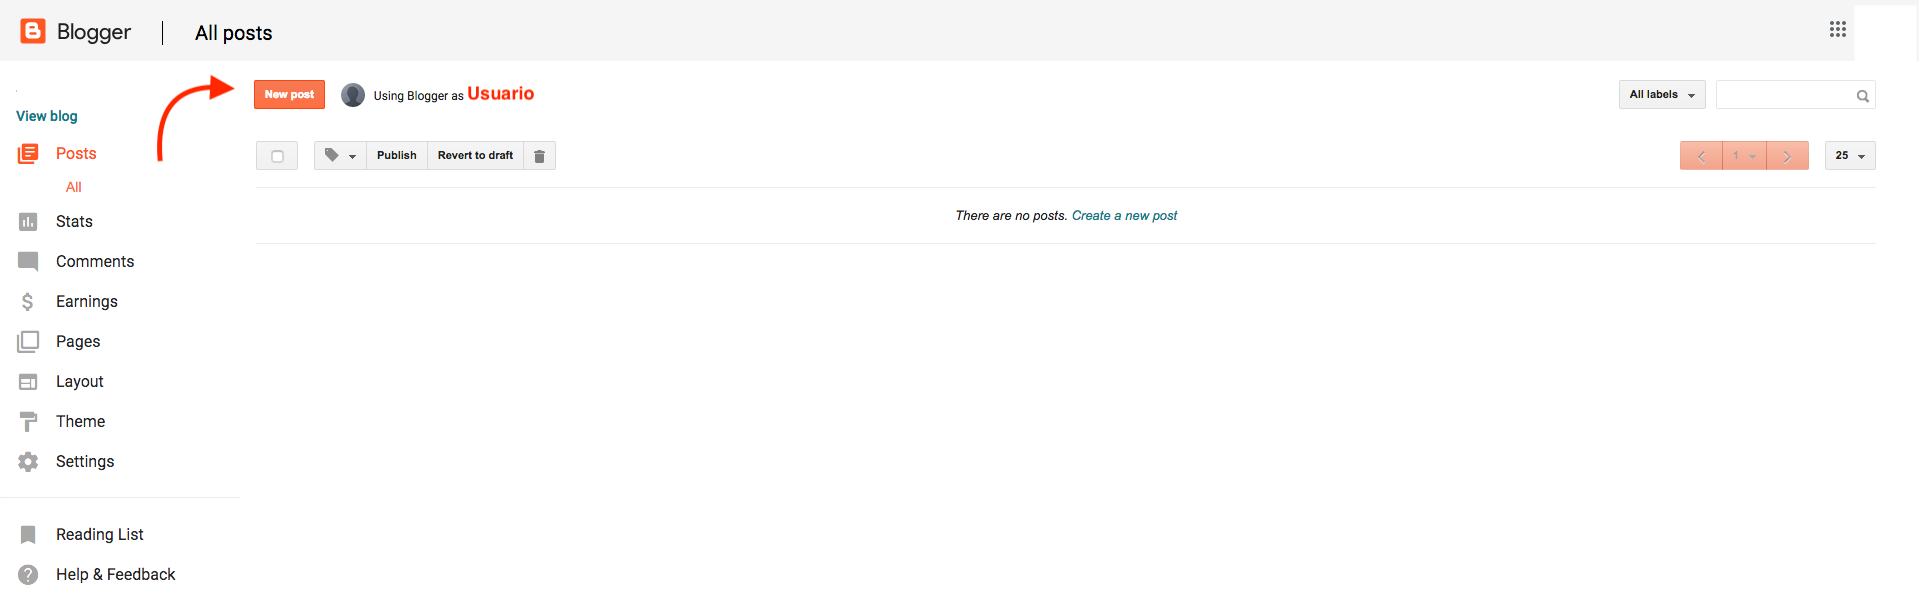 Blogger
All posts
New post
Using Blogger as Usuario
All labels
View blog
Posts
All
Publish
Revert to draft
1
25
There are no posts. Create a new post
Stats
Comments
Earnings
Pages
Layout
Theme
Settings
Reading List
Help & Feedback